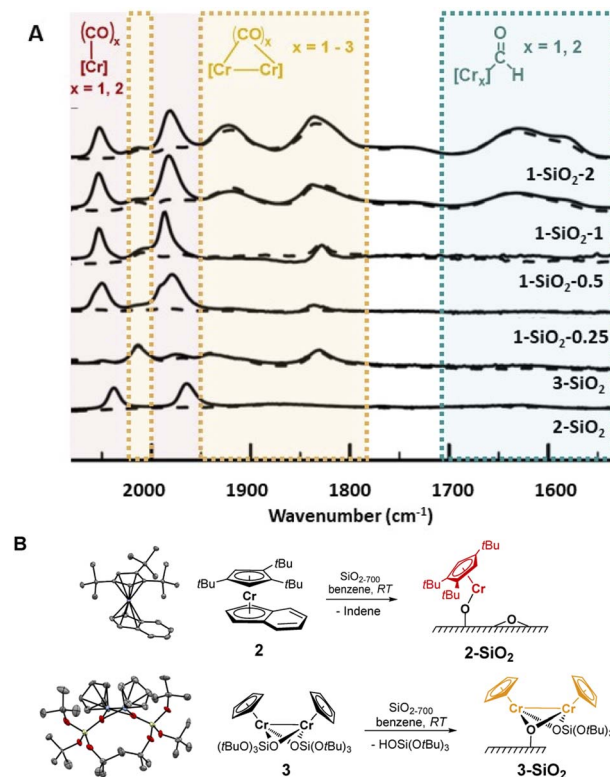 A
(CO)x
[Cr]
x = 1, 2
(CO)x
[Cr] [Cr]
x = 1 - 3
O
[Crx] H
x = 1, 2
1-SiO2-2
1-SiO2-1
1-SiO2-0.5
1-SiO2-0.25
3-SiO2
2-SiO2
2000 1900 1800 1700 1600
Wavenumber (cm-1)
B
tBu
tBu
tBu
Cr
2
SiO2-700
benzene, RT
- Indene
tBu
tBu
tBu
Cr
O
O
2-SiO2
Cr Cr
(tBuO)3SiO OSi(OtBu)3
3
SiO2-700
benzene, RT
- HOSi(OtBu)3
Cr Cr
O OSi(OtBu)3
3-SiO2